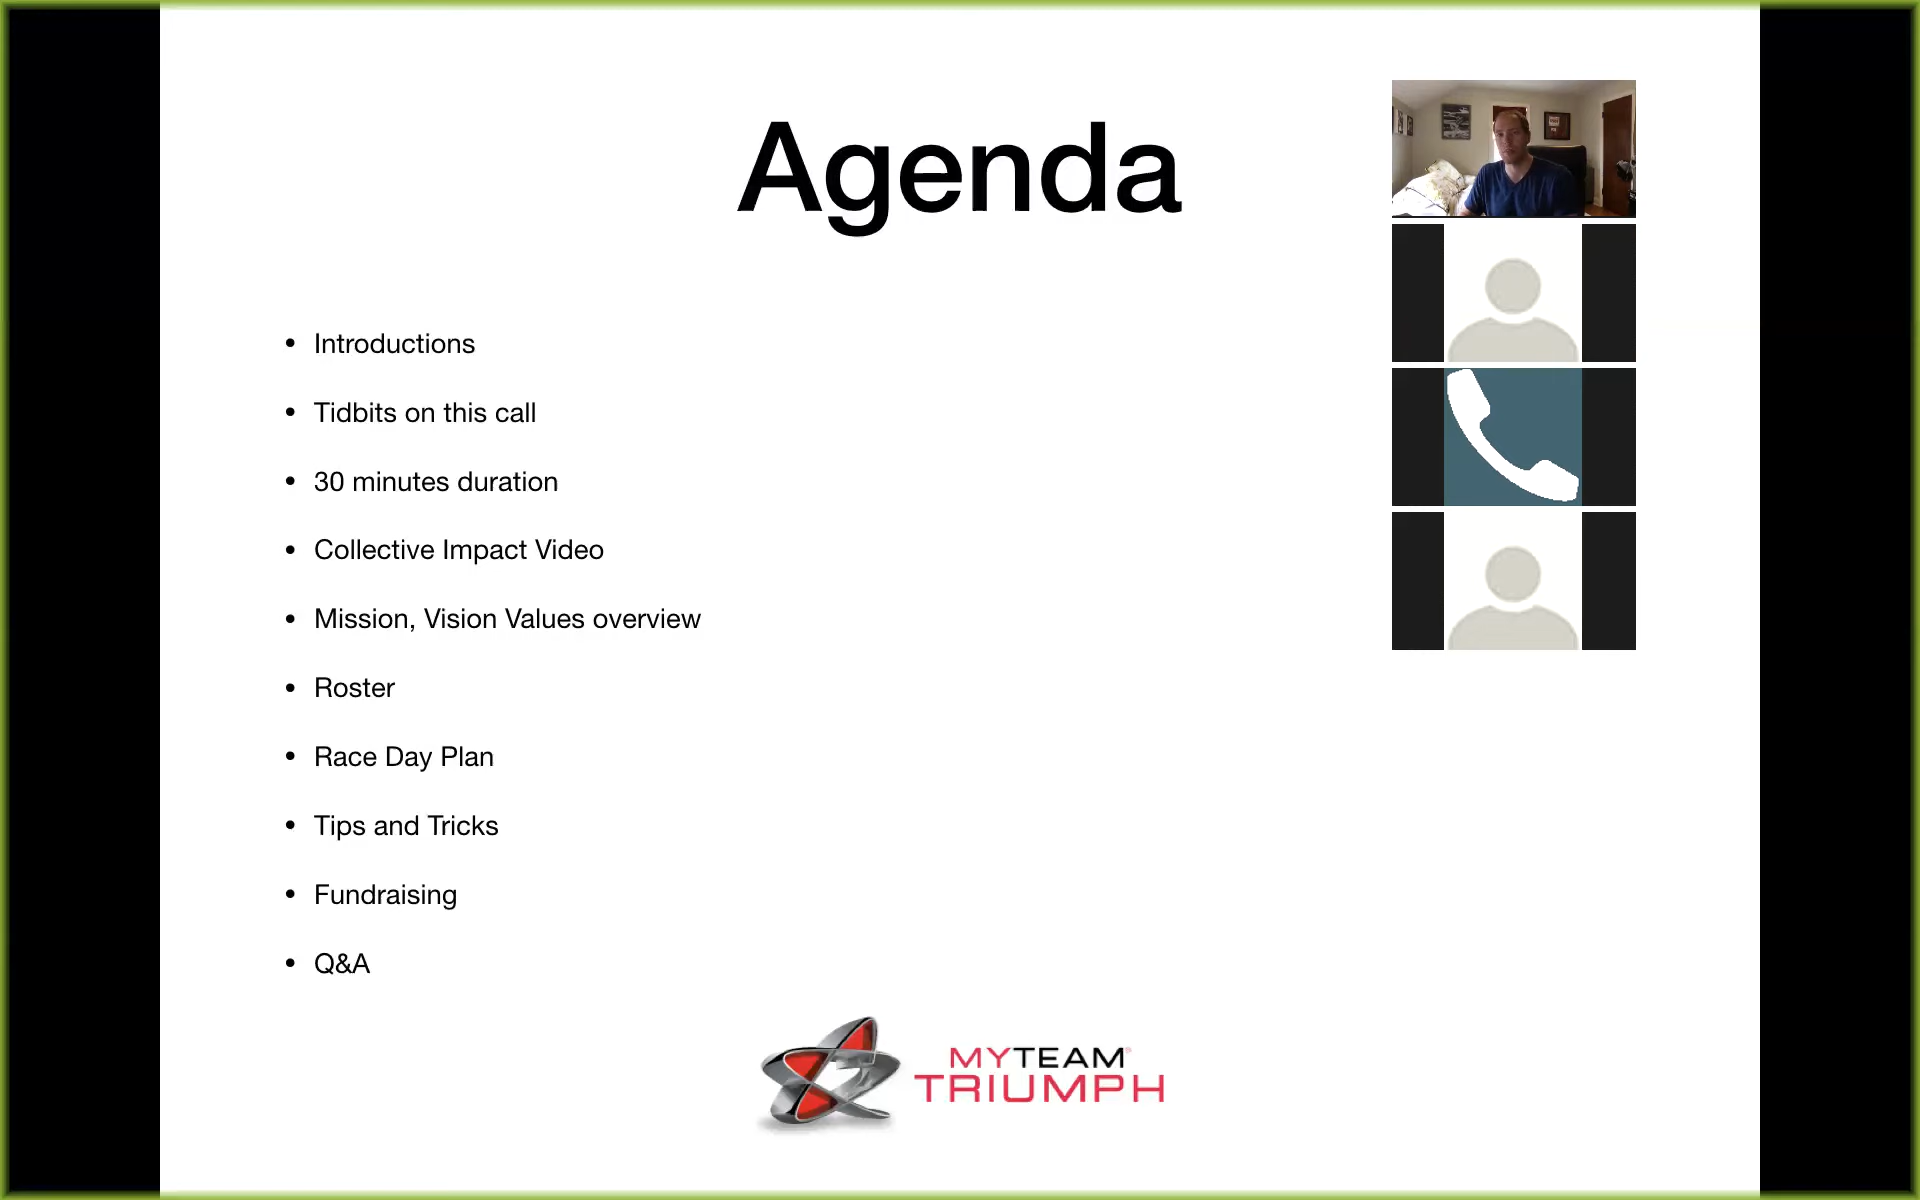 Agenda
• Introductions
• Tidbits on this call
• 30 minutes duration
• Collective Impact Video
• Mission, Vision Values overview
• Roster
• Race Day Plan
• Tips and Tricks
• Fundraising
• Q&A
MYTEAM®
TRIUMPH